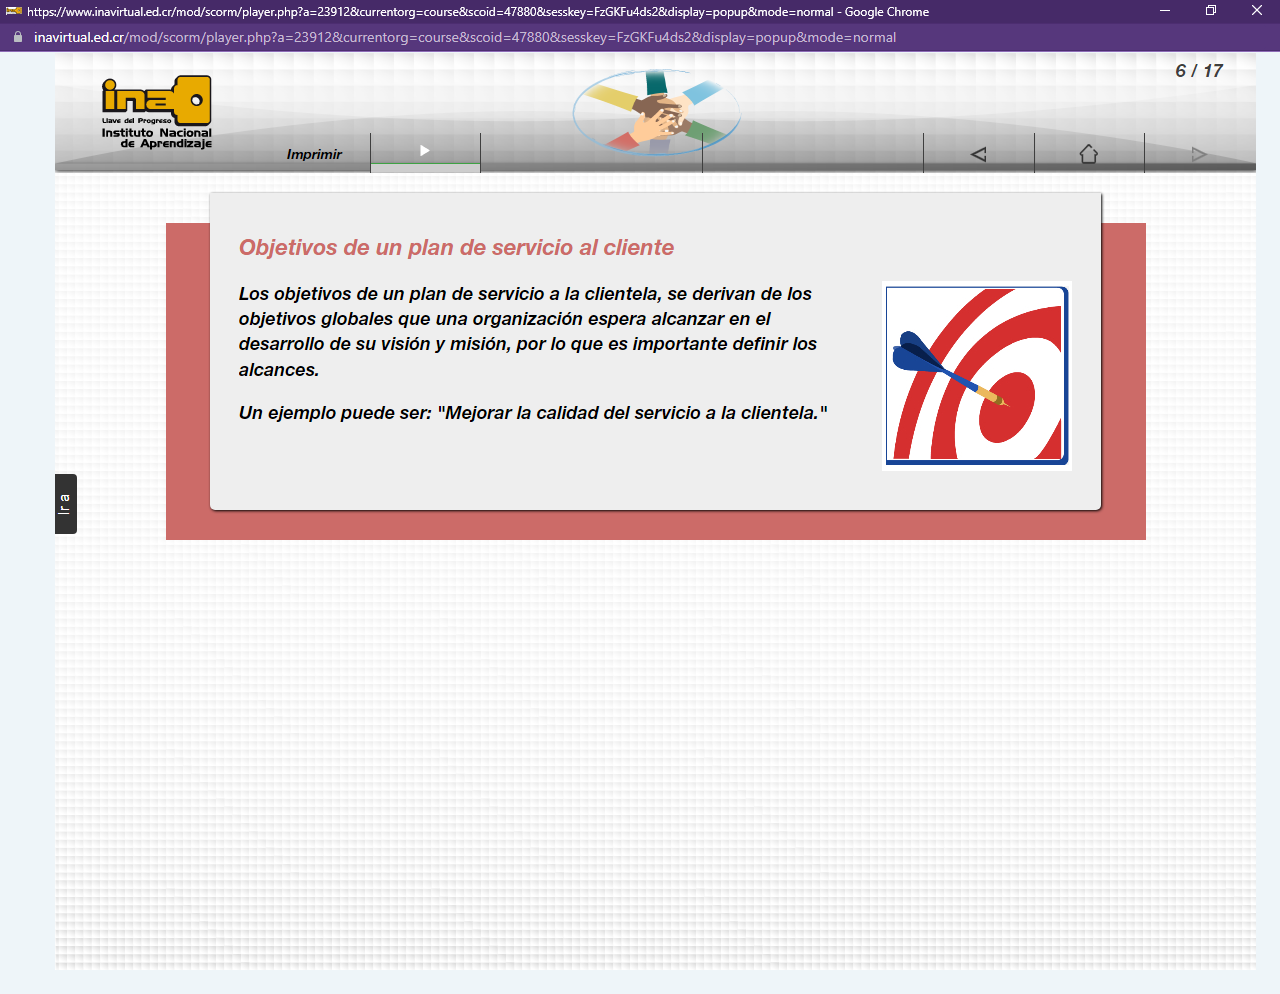 https://www.inavirtual.ed.cr/mod/scorm/player.php?a=23912&currentorg=course&scoid=47880&sesskey=FzGKFu4ds2&display=popup&mode=normal - Google Chrome
inavirtual.ed.cr/mod/scorm/player.php?a=23912&currentorg=course&scoid=47880&sesskey=FzGKFu4ds2&display=popup&mode=normal
6 / 17
ina
Llave del Progreso
Instituto Nacional
de Aprendizaje
Imprimir
Objetivos de un plan de servicio al cliente
Los objetivos de un plan de servicio a la clientela, se derivan de los
objetivos globales que una organización espera alcanzar en el
desarrollo de su visión y misión, por lo que es importante definir los
alcances.
Un ejemplo puede ser: "Mejorar la calidad del servicio a la clientela."
Ir a